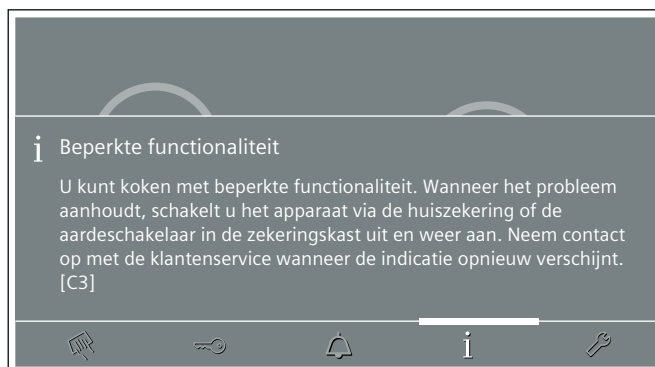 i Beperkte functionaliteit
U kunt koken met beperkte functionaliteit. Wanneer het probleem
aanhoudt, schakelt u het apparaat via de huiszekering of de
aardeschakelaar in de zekeringskast uit en weer aan. Neem contact
op met de klantenservice wanneer de indicatie opnieuw verschijnt.
[C3]
i